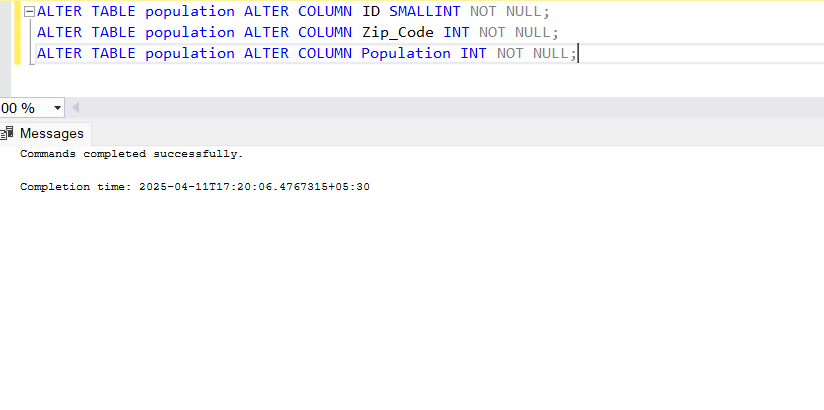 ALTER TABLE population ALTER COLUMN ID SMALLINT NOT NULL;
ALTER TABLE population ALTER COLUMN Zip_Code INT NOT NULL;
ALTER TABLE population ALTER COLUMN Population INT NOT NULL;
00 %
Messages
Commands completed successfully.
Completion time: 2025-04-11T17:20:06.4767315+05:30